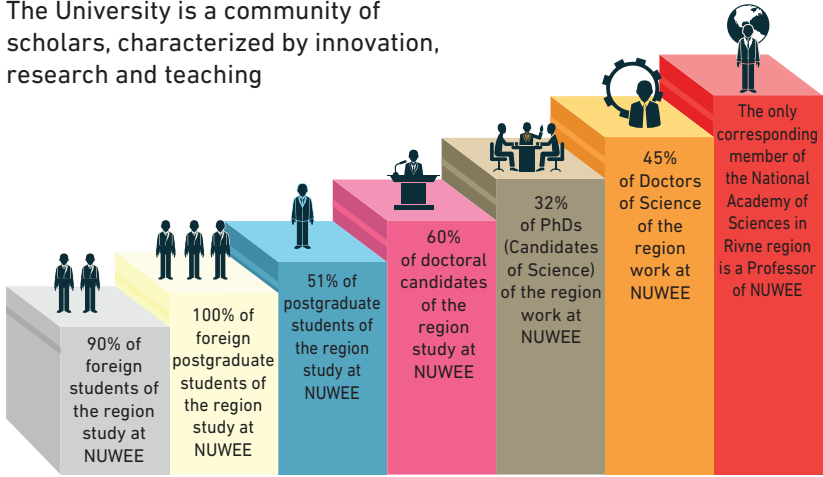 The University is a community of
scholars, characterized by innovation,
research and teaching
90%
of foreign
students of
the region
study at
NUWEE
100% of
foreign
postgraduate
students of
the region
study at
NUWEE
51% of
postgraduate
students of
the region
study at
NUWEE
60%
of doctoral
candidates
of the
region
study at
NUWEE
32%
of PhDs
(Candidates
of Science)
of the region
work at
NUWEE
45%
of Doctors
of Science
of the
region
work at
NUWEE
The only
corresponding
member of
the National
Academy of
Sciences in
Rivne region
is a Professor
of NUWEE